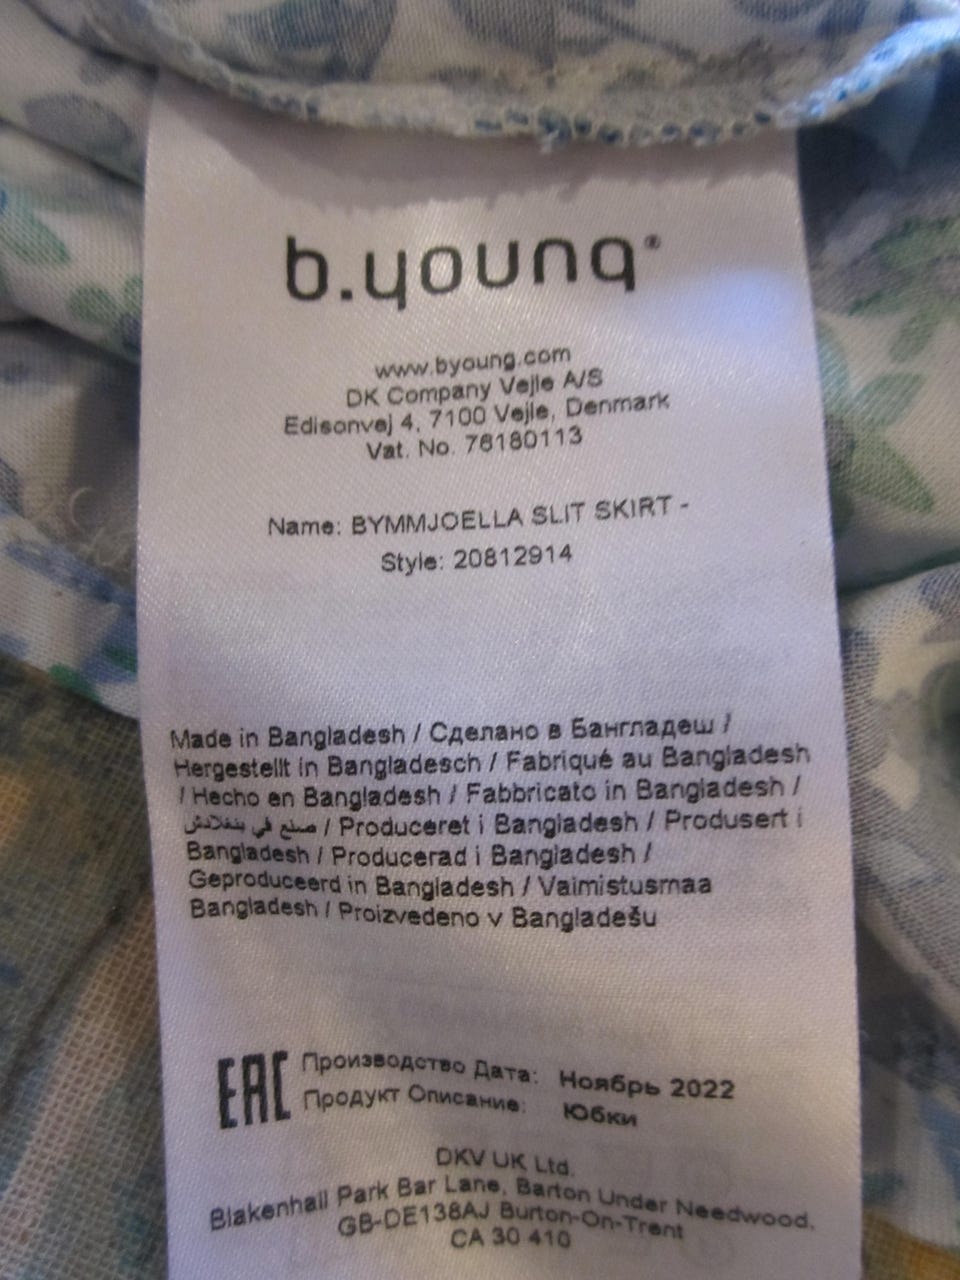 b.young®
www.byoung.com
DK Company Vejle A/S
Edisonvej 4, 7100 Vejle, Denmark
Vat. No. 76180113
Name: BYMMJOELLA SLIT SKIRT -
Style: 20812914
Made in Bangladesh / Сделано в Бангладеш /
Hergestellt in Bangladesch / Fabriqué au Bangladesh
/ Hecho en Bangladesh / Fabbricato in Bangladesh /
صنع في بنغلادش / Produceret i Bangladesh / Produsert i
Bangladesh / Producerad i Bangladesh /
Geproduceerd in Bangladesh / Vaimistusmaa
Bangladesh / Proizvedeno v Bangladešu
EAC Производство Дата: Ноябрь 2022
Продукт Описание: Юбки
DKV UK Ltd.
Blakenhall Park Bar Lane, Barton Under Needwood,
GB-DE138AJ Burton-On-Trent
CA 30 410